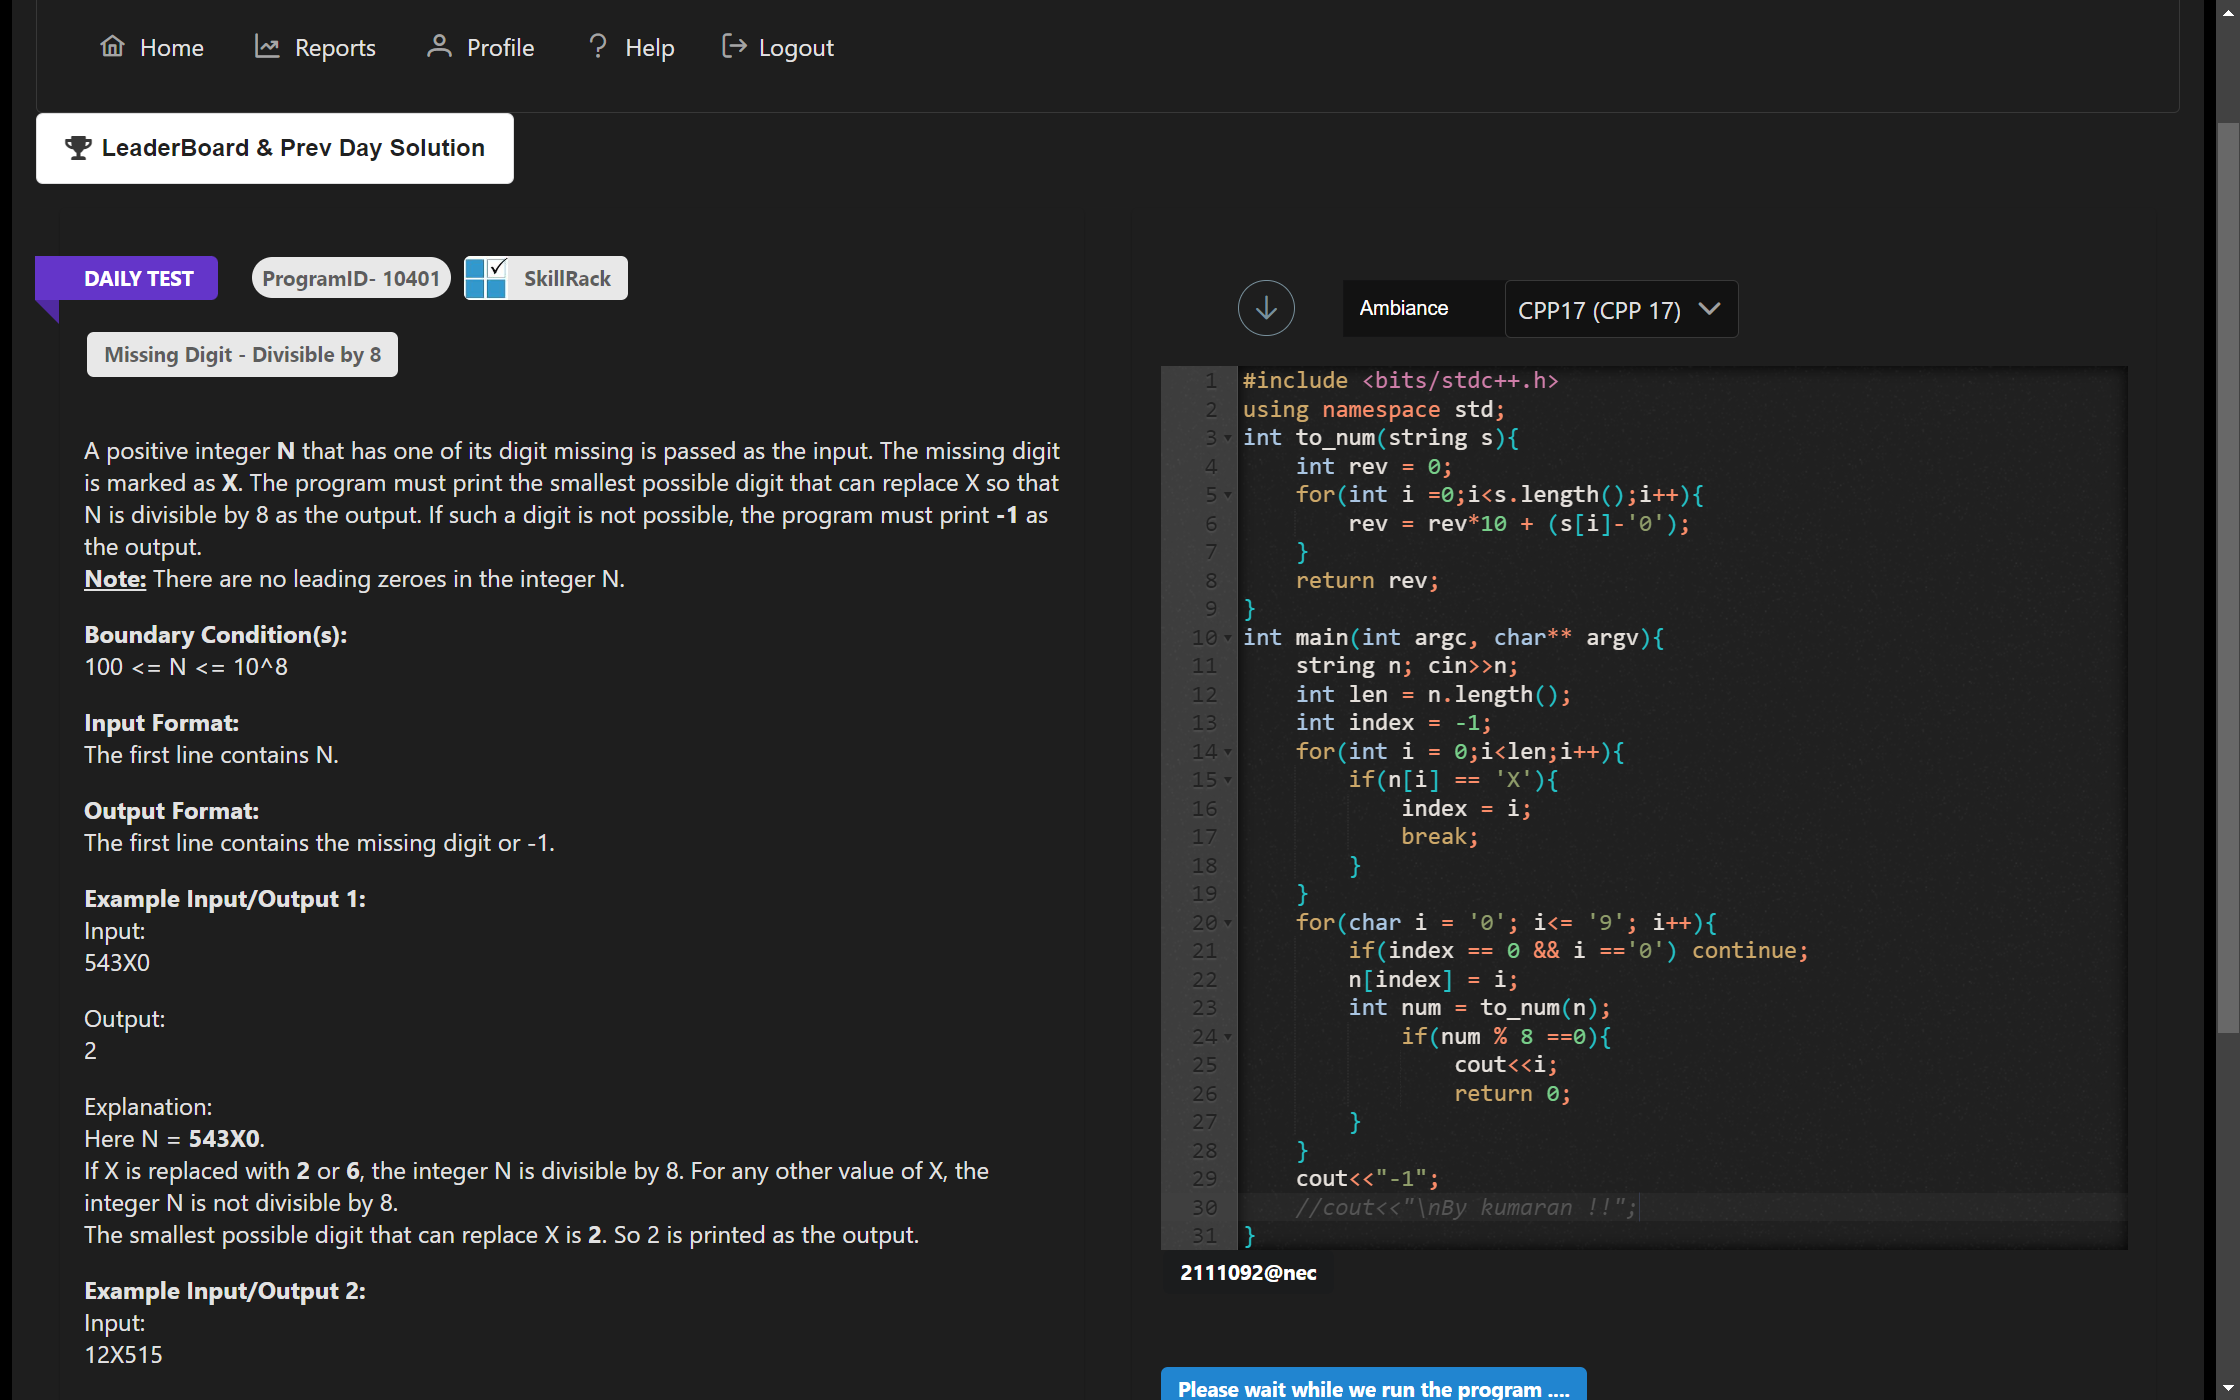 Home Reports Profile ? Help Logout
LeaderBoard & Prev Day Solution
DAILY TEST ProgramID- 10401 SkillRack
Missing Digit - Divisible by 8
A positive integer N that has one of its digit missing is passed as the input. The missing digit
is marked as X. The program must print the smallest possible digit that can replace X so that
N is divisible by 8 as the output. If such a digit is not possible, the program must print -1 as
the output.
Note: There are no leading zeroes in the integer N.
Boundary Condition(s):
100 <= N <= 10^8
Input Format:
The first line contains N.
Output Format:
The first line contains the missing digit or -1.
Example Input/Output 1:
Input:
543X0
Output:
2
Explanation:
Here N = 543X0.
If X is replaced with 2 or 6, the integer N is divisible by 8. For any other value of X, the
integer N is not divisible by 8.
The smallest possible digit that can replace X is 2. So 2 is printed as the output.
Example Input/Output 2:
Input:
12X515
Ambiance CPP17 (CPP 17)
1 #include <bits/stdc++.h>
2 using namespace std;
3 int to_num(string s){
4     int rev = 0;
5     for(int i =0;i<s.length();i++){
6         rev = rev*10 + (s[i]-'0');
7     }
8     return rev;
9 }
10 int main(int argc, char** argv){
11     string n; cin>>n;
12     int len = n.length();
13     int index = -1;
14     for(int i = 0;i<len;i++){
15         if(n[i] == 'X'){
16             index = i;
17             break;
18         }
19     }
20     for(char i = '0'; i<= '9'; i++){
21         if(index == 0 && i =='0') continue;
22         n[index] = i;
23         int num = to_num(n);
24             if(num % 8 ==0){
25                 cout<<i;
26                 return 0;
27         }
28     }
29     cout<<"-1";
30     //cout<<"\nBy kumaran !!";
31 }
2111092@nec
Please wait while we run the program ....